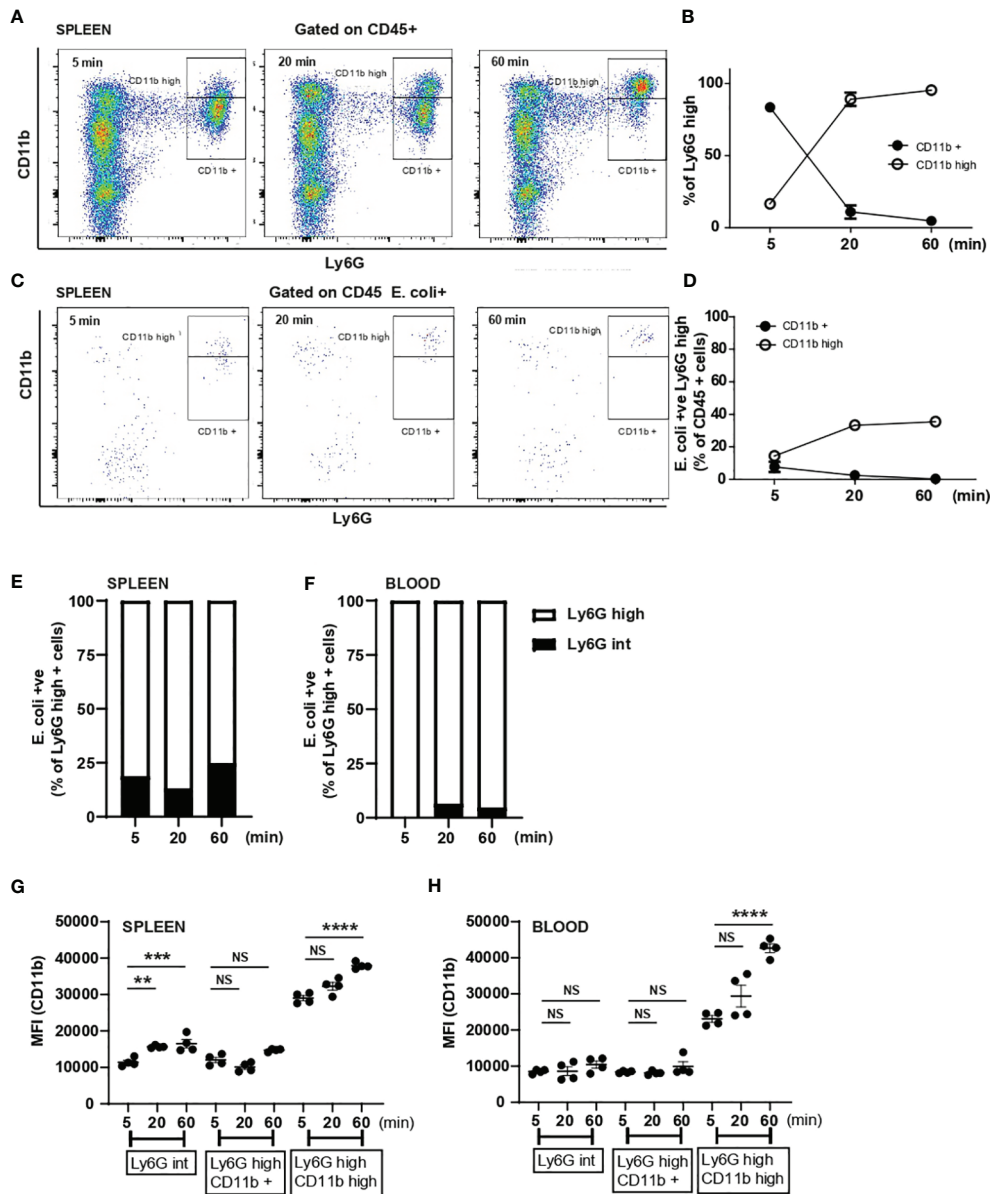 A
SPLEEN
Gated on CD45+
5 min
CD11b high
CD11b +
20 min
CD11b high
CD11b +
60 min
CD11b high
CD11b +
CD11b
Ly6G
B
%of Ly6G high
100
50
0
5 20 60 (min)
CD11b +
CD11b high
C
SPLEEN
Gated on CD45 E. coli+
5 min
CD11b high
CD11b +
20 min
CD11b high
CD11b +
60 min
CD11b high
CD11b +
CD11b
Ly6G
D
E. coli +ve Ly6G high
(% of CD45 + cells)
100
80
60
40
20
0
5 20 60 (min)
CD11b +
CD11b high
E
SPLEEN
E. coli +ve
(% of Ly6G high + cells)
100
75
50
25
0
5 20 60 (min)
F
BLOOD
E. coli +ve
(% of Ly6G high + cells)
100
75
50
25
0
5 20 60 (min)
Ly6G high
Ly6G int
G
SPLEEN
MFI (CD11b)
50000
40000
30000
20000
10000
0
***
**
NS
NS
****
NS
5 20 60 5 20 60 5 20 60 (min)
Ly6G int
Ly6G high
CD11b +
Ly6G high
CD11b high
H
BLOOD
MFI (CD11b)
50000
40000
30000
20000
10000
0
NS
NS
NS
NS
****
NS
5 20 60 5 20 60 5 20 60 (min)
Ly6G int
Ly6G high
CD11b +
Ly6G high
CD11b high